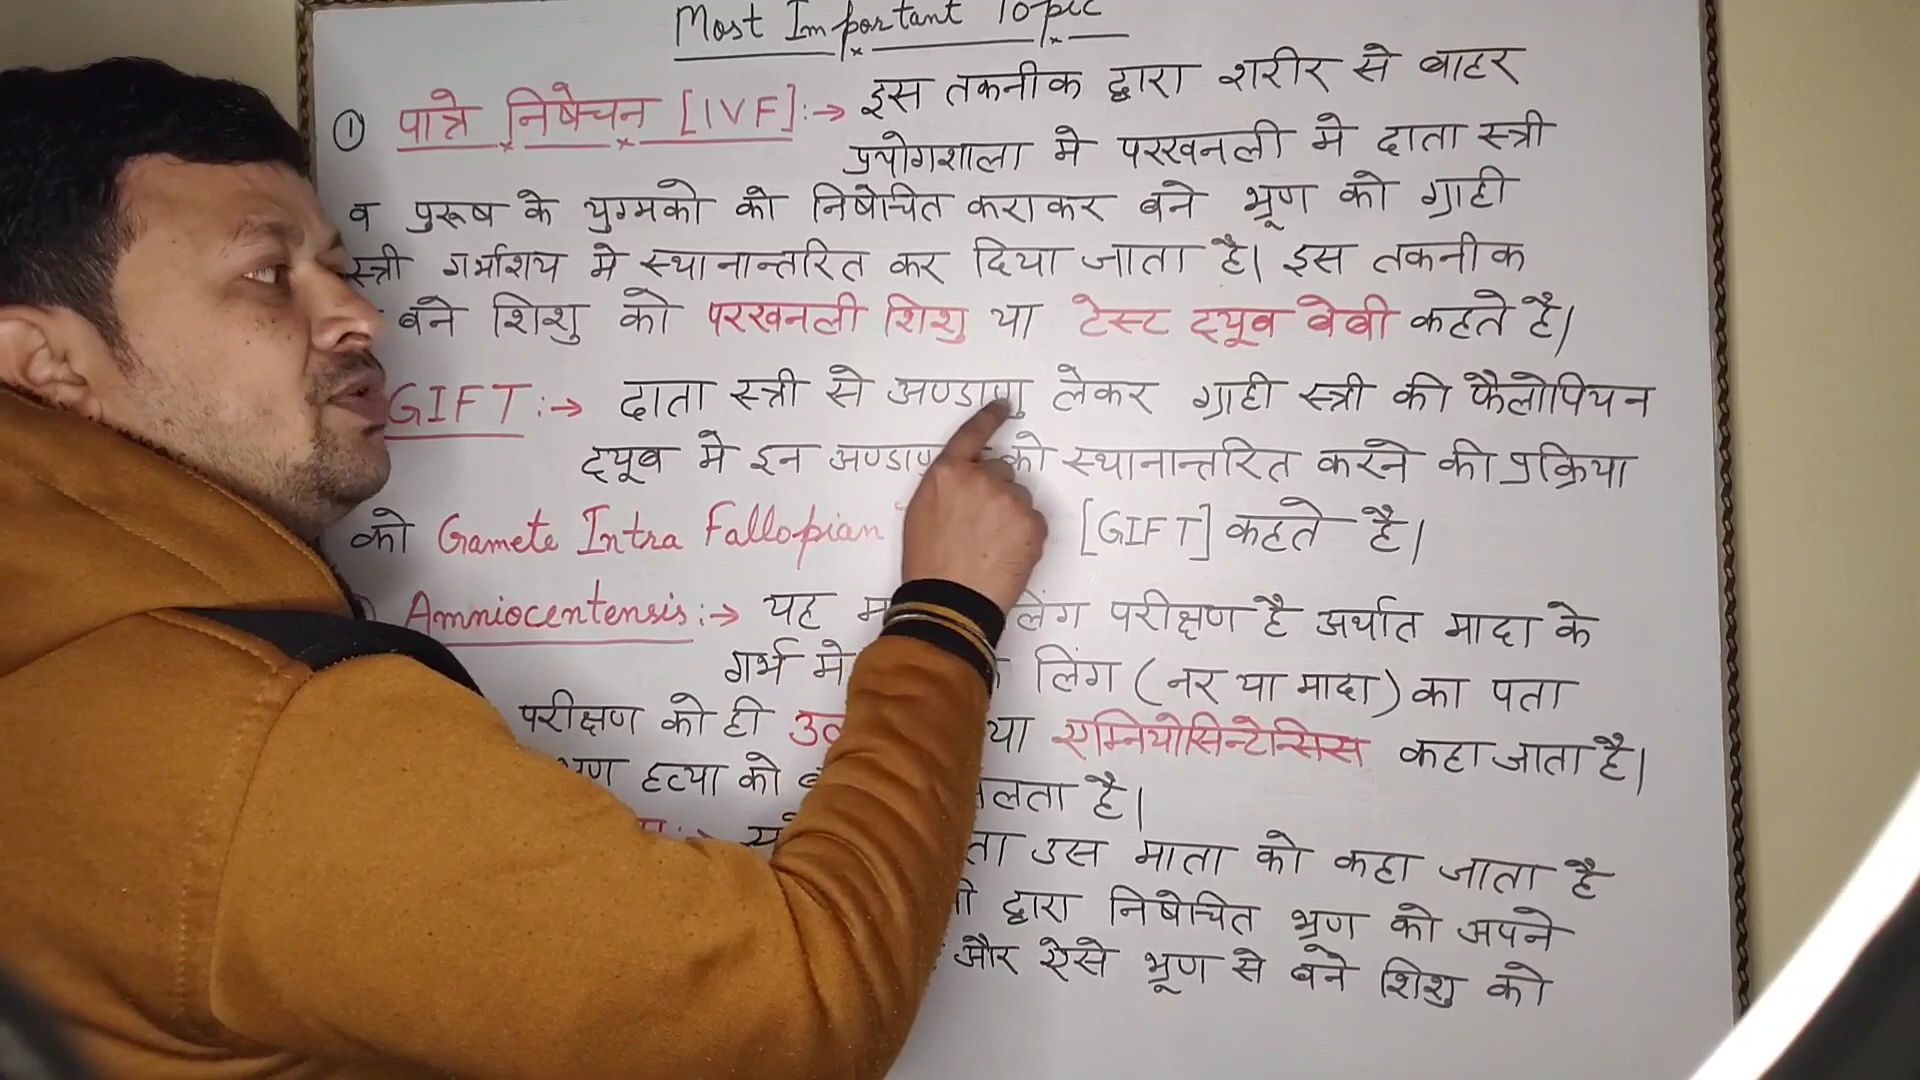 Most Important Topic
① पात्रे निषेचन [IVF]:→ इस तकनीक द्वारा शरीर से बाहर
प्रयोगशाला मे परखनली मे दाता स्त्री
व पुरूष के युग्मको को निषेचित कराकर बने भ्रूण को ग्राही
स्त्री गर्भाशय मे स्थानान्तरित कर दिया जाता है। इस तकनीक
बने शिशु को परखनली शिशु या टेस्ट ट्यूब बेबी कहते है।
GIFT:→ दाता स्त्री से अण्डाणु लेकर ग्राही स्त्री की फैलोपियन
ट्यूब मे इन को स्थानान्तरित करने की प्रक्रिया
को Gamete Intra Fallopian [GIFT] कहते है।
Amniocentensis:→ यह लिंग परीक्षण है अर्थात मादा के
गर्भ मे लिंग (नर या मादा) का पता
परीक्षण को ही या एम्नियोसिन्टेन्सिस कहा जाता है।
हत्या को है।
उस माता को कहा जाता है
द्वारा निषेचित भ्रूण को अपने
और ऐसे भ्रूण से बने शिशु को